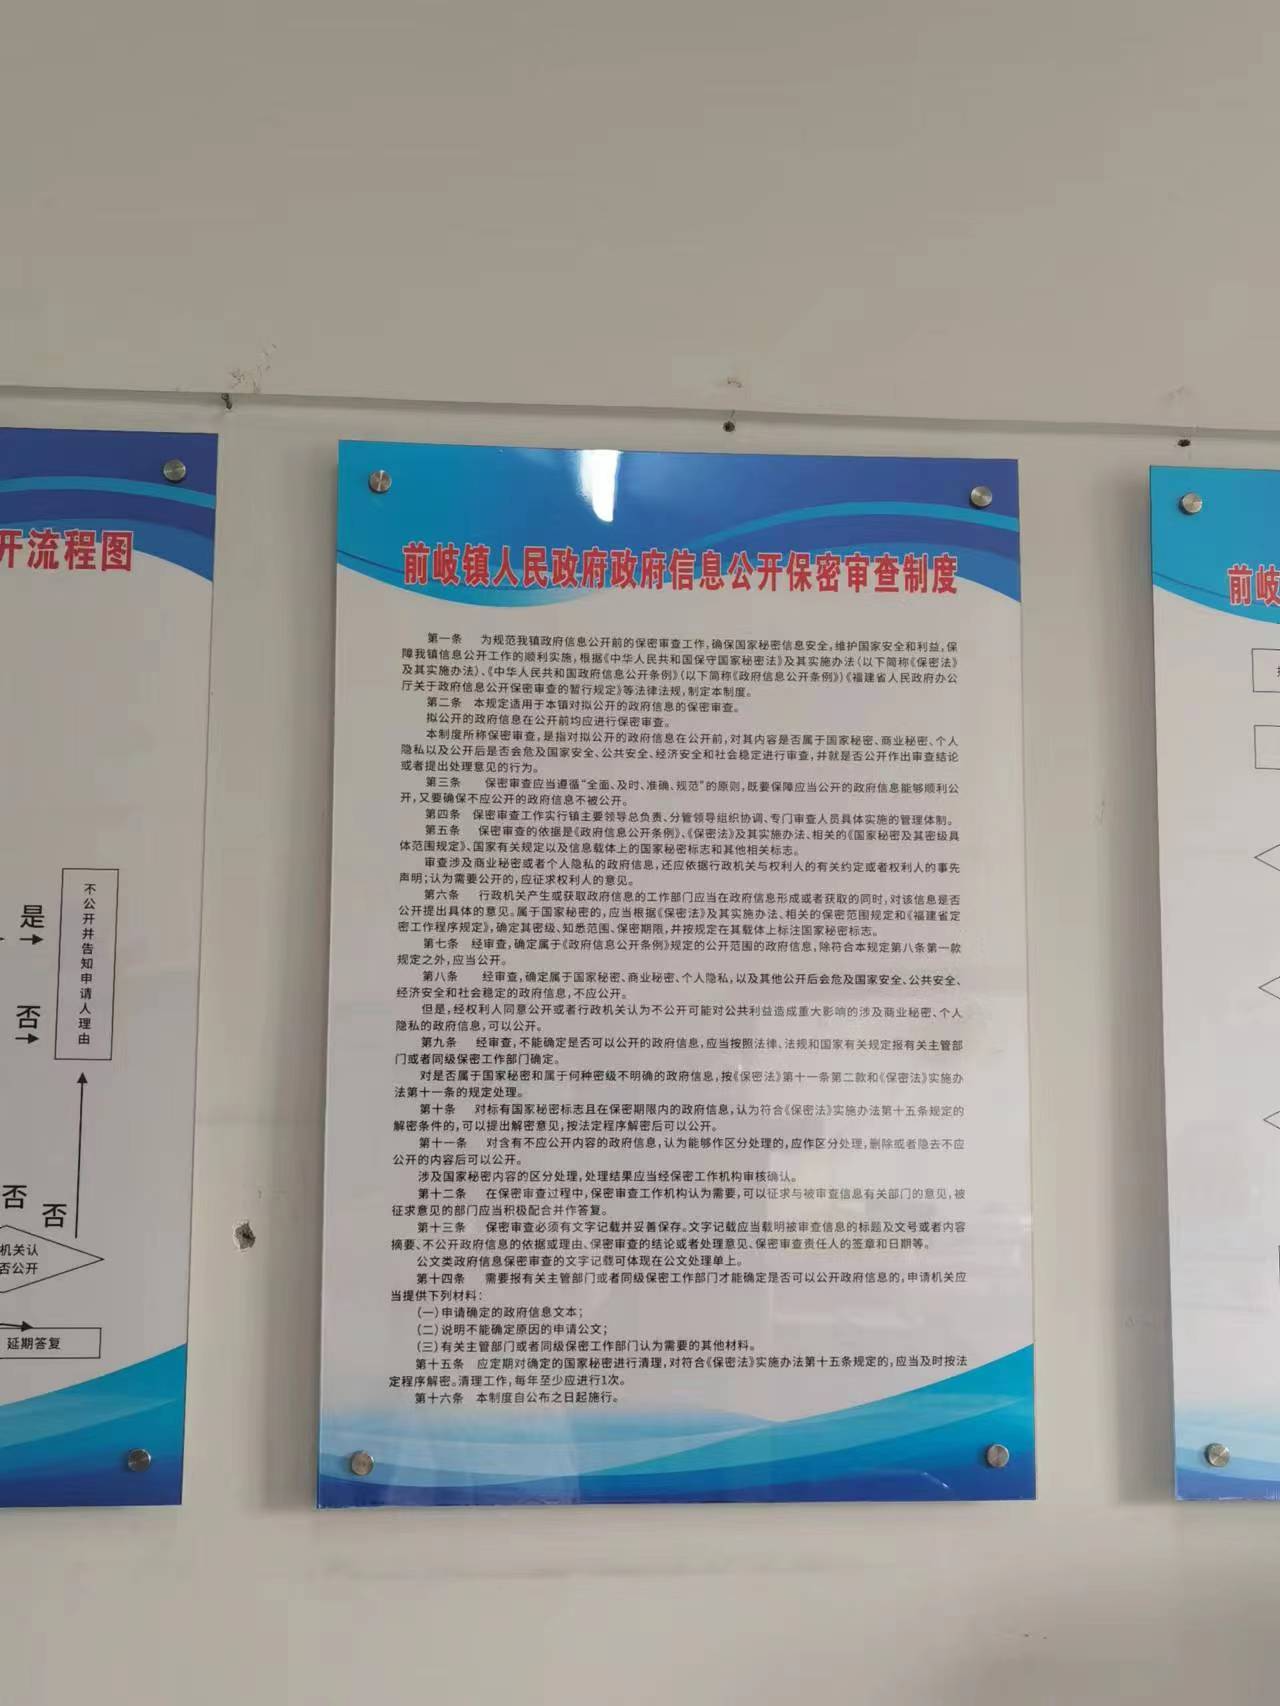 开流程图
是
否
不公开并告知申请人理由
否
否
机关认
否公开
延期答复
前岐镇人民政府政府信息公开保密审查制度
第一条 为规范我镇政府信息公开前的保密审查工作,确保国家秘密信息安全,维护国家安全和利益,保
障我镇信息公开工作的顺利实施,根据《中华人民共和国保守国家秘密法》及其实施办法(以下简称《保密法》
及其实施办法)、《中华人民共和国政府信息公开条例》(以下简称《政府信息公开条例》)《福建省人民政府办公
厅关于政府信息公开保密审查的暂行规定》等法律法规,制定本制度。
第二条 本规定适用于本镇对拟公开的政府信息的保密审查。
拟公开的政府信息在公开前均应进行保密审查。
本制度所称保密审查,是指对拟公开的政府信息在公开前,对其内容是否属于国家秘密、商业秘密、个人
隐私以及公开后是否会危及国家安全、公共安全、经济安全和社会稳定进行审查,并就是否公开作出审查结论
或者提出处理意见的行为。
第三条 保密审查应当遵循“全面、及时、准确、规范”的原则,既要保障应当公开的政府信息能够顺利公
开,又要确保不应公开的政府信息不被公开。
第四条 保密审查工作实行镇主要领导总负责、分管领导组织协调、专门审查人员具体实施的管理体制。
第五条 保密审查的依据是《政府信息公开条例》、《保密法》及其实施办法、相关的《国家秘密及其密级具
体范围规定》、国家有关规定以及信息载体上的国家秘密标志和其他相关标志。
审查涉及商业秘密或者个人隐私的政府信息,还应依据行政机关与权利人的有关约定或者权利人的事先
声明;认为需要公开的,应征求权利人的意见。
第六条 行政机关产生或获取政府信息的工作部门应当在政府信息形成或者获取的同时,对该信息是否
公开提出具体的意见。属于国家秘密的,应当根据《保密法》及其实施办法、相关的保密范围规定和《福建省定
密工作程序规定》,确定其密级、知悉范围、保密期限,并按规定在其载体上标注国家秘密标志。
第七条 经审查,确定属于《政府信息公开条例》规定的公开范围的政府信息,除符合本规定第八条第一款
规定之外,应当公开。
第八条 经审查,确定属于国家秘密、商业秘密、个人隐私,以及其他公开后会危及国家安全、公共安全、
经济安全和社会稳定的政府信息,不应公开。
但是,经权利人同意公开或者行政机关认为不公开可能对公共利益造成重大影响的涉及商业秘密、个人
隐私的政府信息,可以公开。
第九条 经审查,不能确定是否可以公开的政府信息,应当按照法律、法规和国家有关规定报有关主管部
门或者同级保密工作部门确定。
对是否属于国家秘密和属于何种密级不明确的政府信息,按《保密法》第十一条第二款和《保密法》实施办
法第十一条的规定处理。
第十条 对标有国家秘密标志且在保密期限内的政府信息,认为符合《保密法》实施办法第十五条规定的
解密条件的,可以提出解密意见,按法定程序解密后可以公开。
第十一条 对含有不应公开内容的政府信息,认为能够作区分处理的,应作区分处理,删除或者隐去不应
公开的内容后可以公开。
涉及国家秘密内容的区分处理,处理结果应当经保密工作机构审核确认。
第十二条 在保密审查过程中,保密审查工作机构认为需要,可以征求与被审查信息有关部门的意见,被
征求意见的部门应当积极配合并作答复。
第十三条 保密审查必须有文字记载并妥善保存。文字记载应当载明被审查信息的标题及文号或者内容
摘要、不公开政府信息的依据或理由、保密审查的结论或者处理意见、保密审查责任人的签章和日期等。
公文类政府信息保密审查的文字记载可体现在公文处理单上。
第十四条 需要报有关主管部门或者同级保密工作部门才能确定是否可以公开政府信息的,申请机关应
当提供下列材料:
(一)申请确定的政府信息文本;
(二)说明不能确定原因的申请公文;
(三)有关主管部门或者同级保密工作部门认为需要的其他材料。
第十五条 应定期对确定的国家秘密进行清理,对符合《保密法》实施办法第十五条规定的,应当及时按法
定程序解密。清理工作,每年至少应进行1次。
第十六条 本制度自公布之日起施行。
前岐